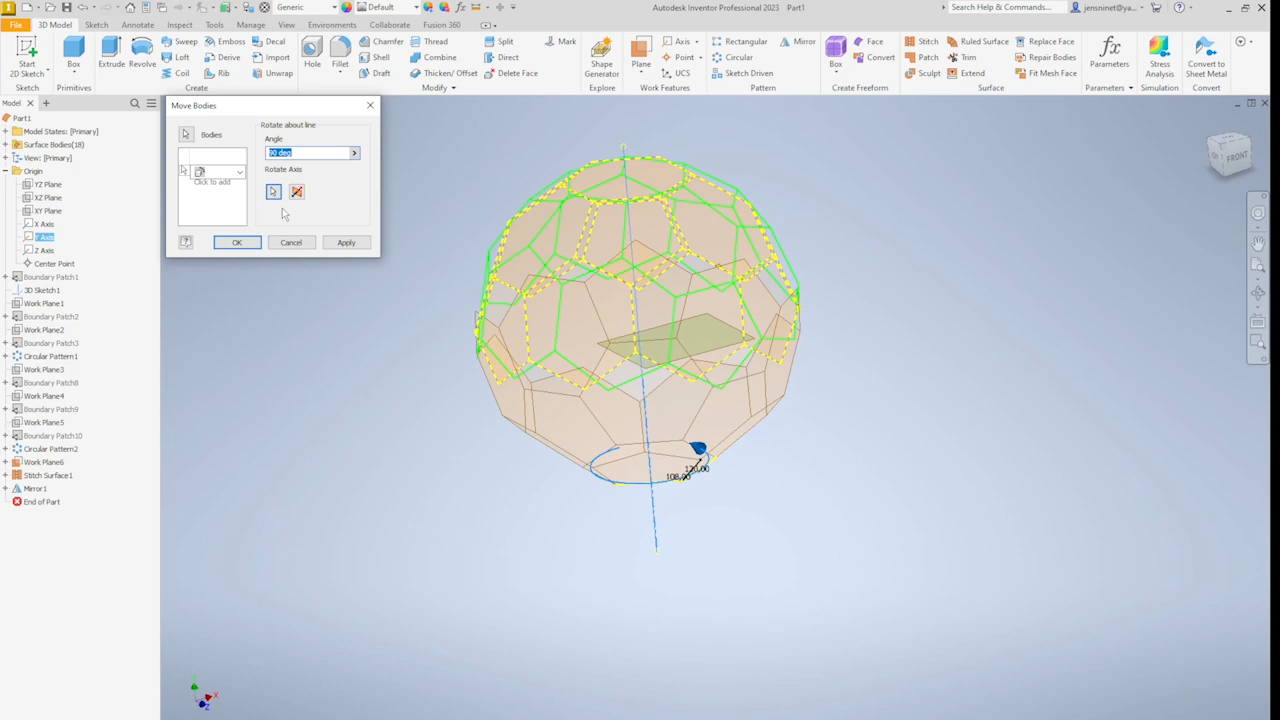 Generic
Default
Autodesk Inventor Professional 2023 Part1
Search Help & Commands...
jensninet@ya...
File
3D Model
Sketch
Annotate
Inspect
Tools
Manage
View
Environments
Collaborate
Fusion 360
Start
2D Sketch
Box
Primitives
Extrude
Revolve
Sweep
Emboss
Decal
Loft
Derive
Import
Coil
Rib
Unwrap
Create
Hole
Fillet
Chamfer
Thread
Split
Mark
Shell
Combine
Direct
Draft
Thicken/ Offset
Delete Face
Modify
Shape
Generator
Explore
Plane
Axis
Point
UCS
Work Features
Rectangular
Mirror
Circular
Sketch Driven
Pattern
Box
Face
Convert
Create Freeform
Stitch
Ruled Surface
Replace Face
Patch
Trim
Repair Bodies
Sculpt
Extend
Fit Mesh Face
Surface
fx
Parameters
Parameters
Stress
Analysis
Simulation
Convert to
Sheet Metal
Convert
Model
Part1
Model States: [Primary]
Surface Bodies(18)
View: [Primary]
Origin
YZ Plane
XZ Plane
XY Plane
X Axis
Y Axis
Z Axis
Center Point
Boundary Patch1
3D Sketch1
Work Plane1
Boundary Patch2
Work Plane2
Boundary Patch3
Circular Pattern1
Work Plane3
Boundary Patch8
Work Plane4
Boundary Patch9
Work Plane5
Boundary Patch10
Circular Pattern2
Work Plane6
Stitch Surface1
Mirror1
End of Part
Move Bodies
Bodies
Click to add
Rotate about line
Angle
90 deg
Rotate Axis
OK
Cancel
Apply
120,00
108,00
FRONT
X
Z